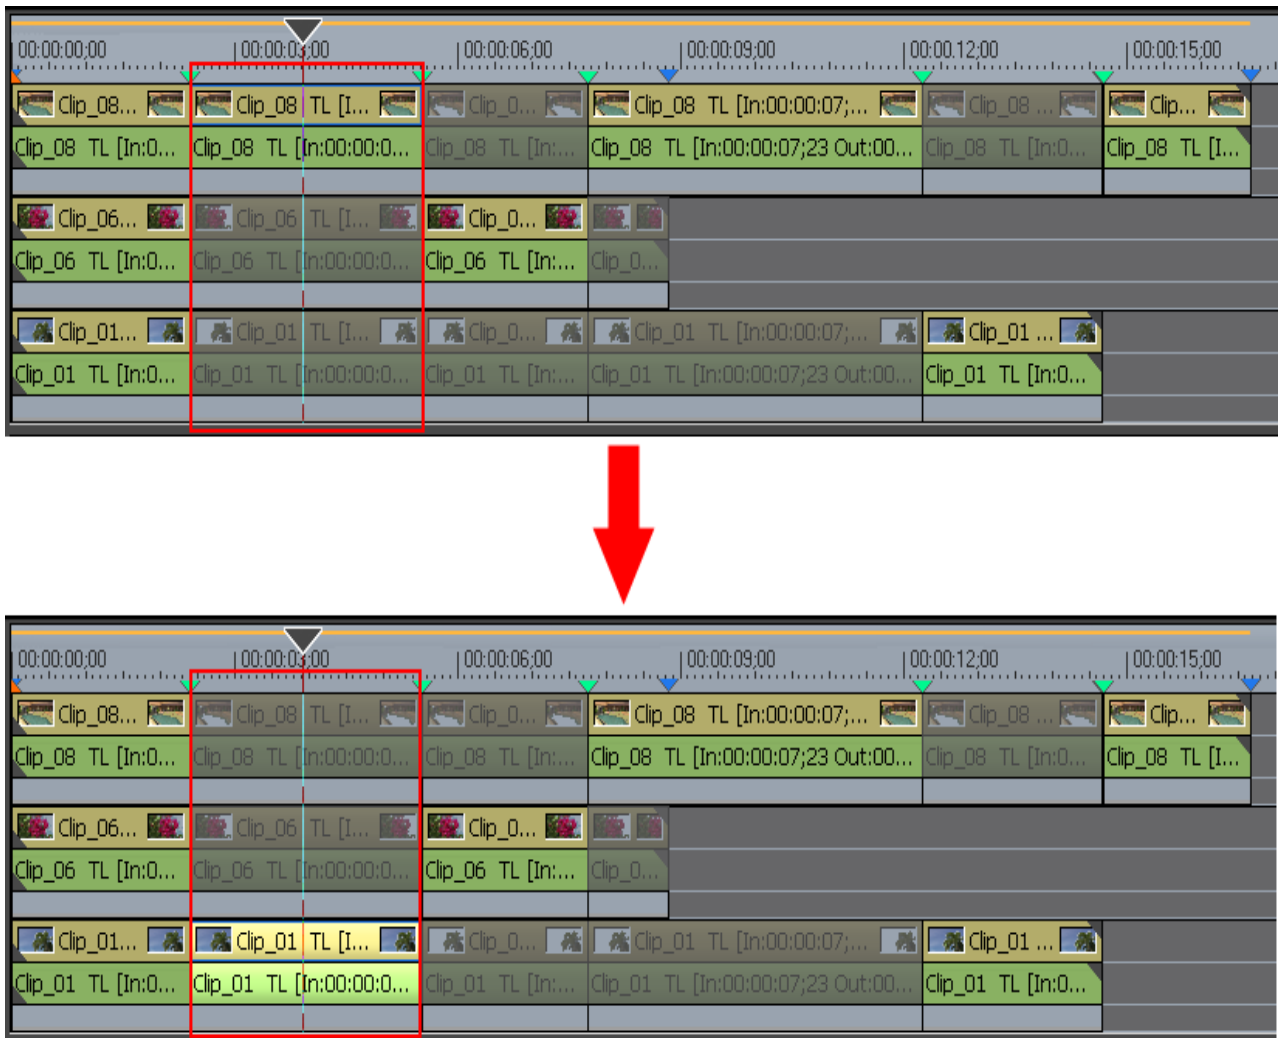 00:00:00;00 00:00:03;00 00:00:06;00 00:00:09;00 00:00:12;00 00:00:15;00
Clip_08... Clip_08 TL [I... Clip_0... Clip_08 TL [In:00:00:07;... Clip_08 ... Clip...
Clip_08 TL [In:0... Clip_08 TL [In:00:00:0... Clip_08 TL [In:... Clip_08 TL [In:00:00:07;23 Out:00... Clip_08 TL [In:0... Clip_08 TL [I...
Clip_06... Clip_06 TL [I... Clip_0...
Clip_06 TL [In:0... Clip_06 TL [In:00:00:0... Clip_06 TL [In:... Clip_0...
Clip_01... Clip_01 TL [I... Clip_0... Clip_01 TL [In:00:00:07;... Clip_01 ...
Clip_01 TL [In:0... Clip_01 TL [In:00:00:0... Clip_01 TL [In:... Clip_01 TL [In:00:00:07;23 Out:00... Clip_01 TL [In:0...
00:00:00;00 00:00:03;00 00:00:06;00 00:00:09;00 00:00:12;00 00:00:15;00
Clip_08... Clip_08 TL [I... Clip_0... Clip_08 TL [In:00:00:07;... Clip_08 ... Clip...
Clip_08 TL [In:0... Clip_08 TL [In:00:00:0... Clip_08 TL [In:... Clip_08 TL [In:00:00:07;23 Out:00... Clip_08 TL [In:0... Clip_08 TL [I...
Clip_06... Clip_06 TL [I... Clip_0...
Clip_06 TL [In:0... Clip_06 TL [In:00:00:0... Clip_06 TL [In:... Clip_0...
Clip_01... Clip_01 TL [I... Clip_0... Clip_01 TL [In:00:00:07;... Clip_01 ...
Clip_01 TL [In:0... Clip_01 TL [In:00:00:0... Clip_01 TL [In:... Clip_01 TL [In:00:00:07;23 Out:00... Clip_01 TL [In:0...